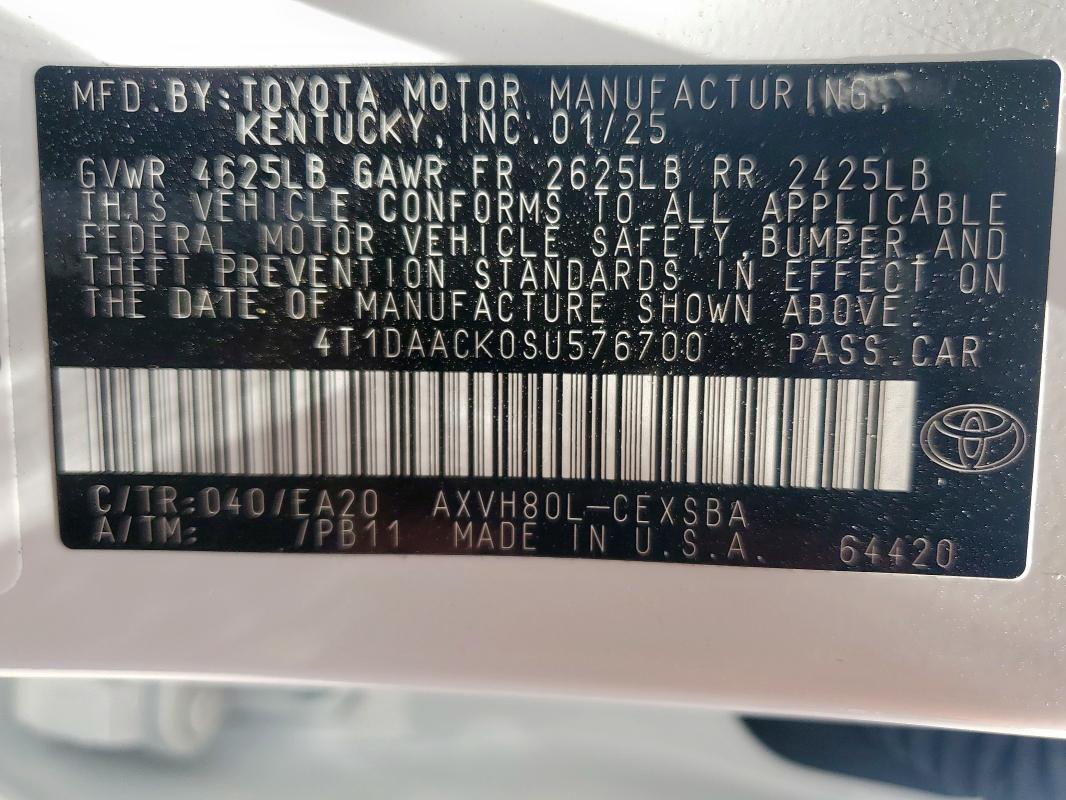 MFD. BY: TOYOTA MOTOR MANUFACTURING,
KENTUCKY, INC. 01/25
GVWR 4625LB GAWR FR 2625LB RR 2425LB
THIS VEHICLE CONFORMS TO ALL APPLICABLE
FEDERAL MOTOR VEHICLE SAFETY, BUMPER, AND
THEFT PREVENTION STANDARDS IN EFFECT ON
THE DATE OF MANUFACTURE SHOWN ABOVE.
4T1DAACK0SU576700 PASS.CAR
C/TR: 040/EA20 AXVH80L-CEXSBA
A/TM: /PB11 MADE IN U.S.A. 64420